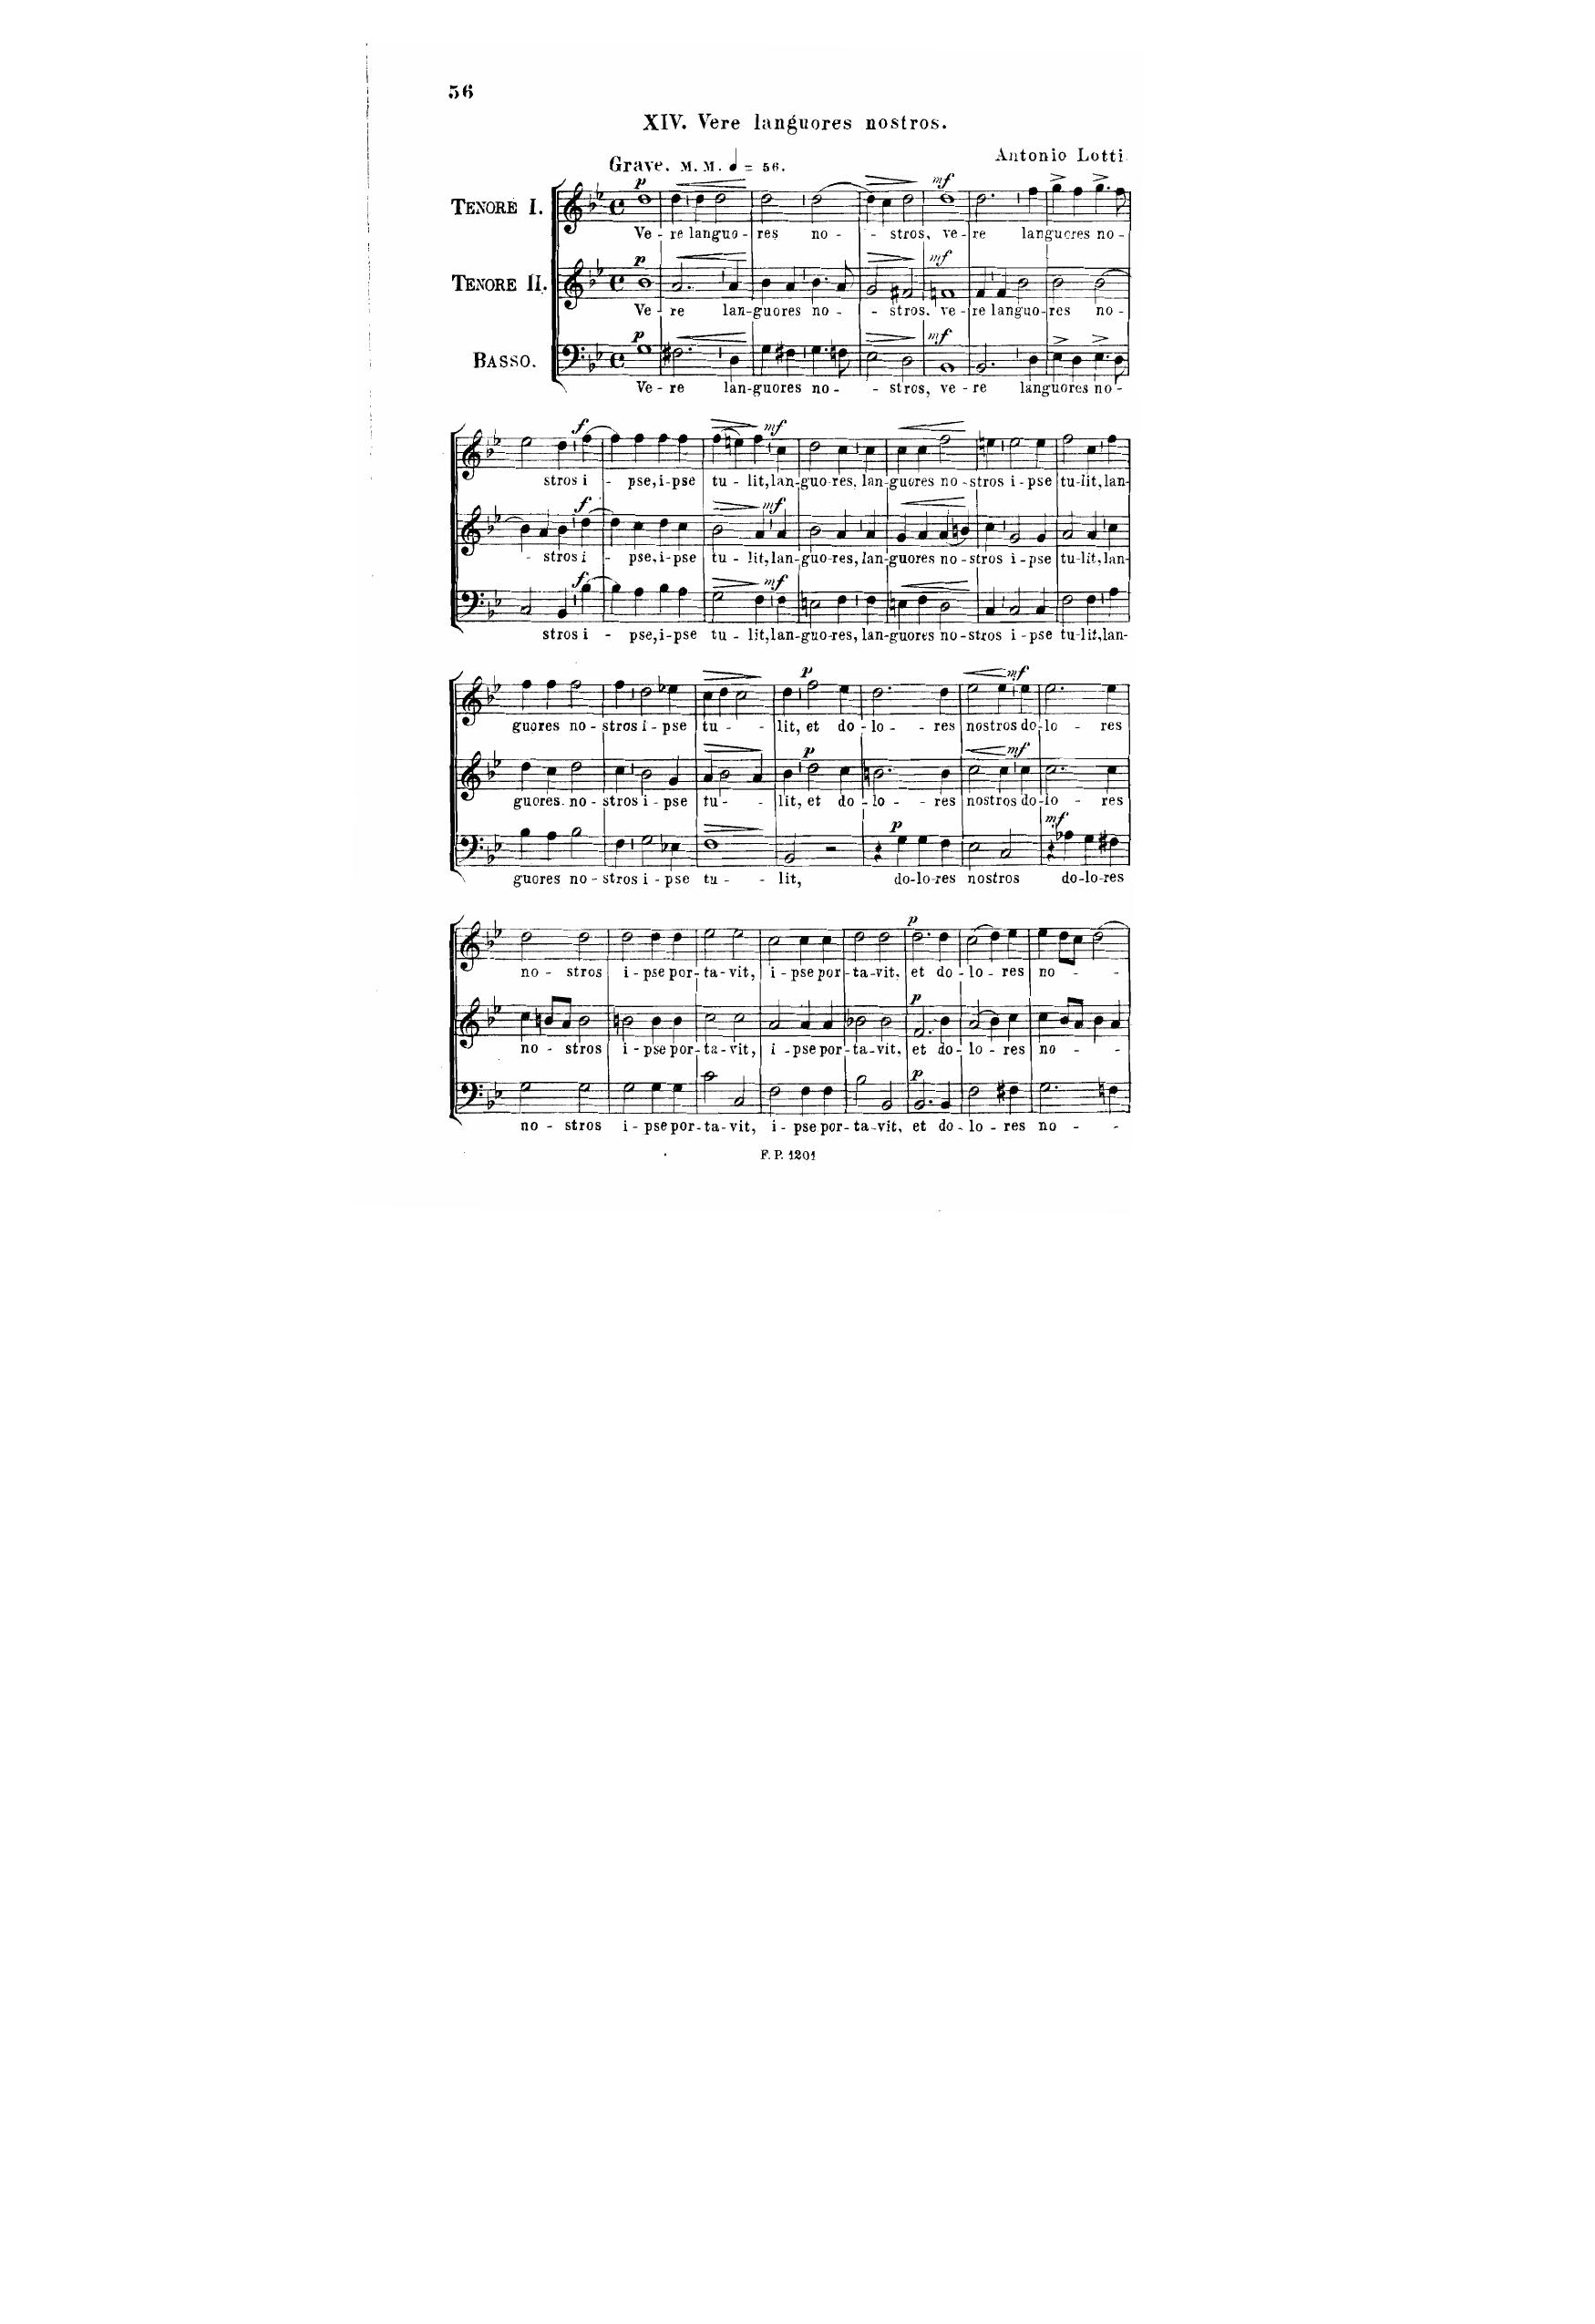 56
XIV. Vere languores nostros.
Antonio Lotti
Grave. M. M. ♩ = 56.
p mf
TENORE I.
Ve - re languo - res no - - stros, ve - re languores no -
p mf
TENORE II.
Ve - re lan - guores no - - stros. ve - re languo - res no -
p mf
BASSO.
Ve - re lan - guores no - - stros, ve - re languores no -
f mf
stros i - pse, i - pse tu - lit, lan - guo - res, lan - guores no - stros i - pse tu - lit, lan -
f mf
- stros i - pse, i - pse tu - lit, lan - guo - res, lan - guores no - stros i - pse tu - lit, lan -
f mf
stros i - pse, i - pse tu - lit, lan - guo - res, lan - guores no - stros i - pse tu - lit, lan -
p mf
guores no - stros i - pse tu - - lit, et do - lo - - res nostros do - lo - res
p mf
guores no - stros i - pse tu - - lit, et do - lo - - res nostros do - lo - res
p mf
guores no - stros i - pse tu - - lit, do - lo - res nostros do - lo - res
p
no - stros i - pse por - ta - vit, i - pse por - ta - vit. et do - lo - res no - - -
p
no - stros i - pse por - ta - vit, i - pse por - ta - vit, et do - lo - res no - - -
p
no - stros i - pse por - ta - vit, i - pse por - ta - vit, et do - lo - res no - -
F. P. 1201